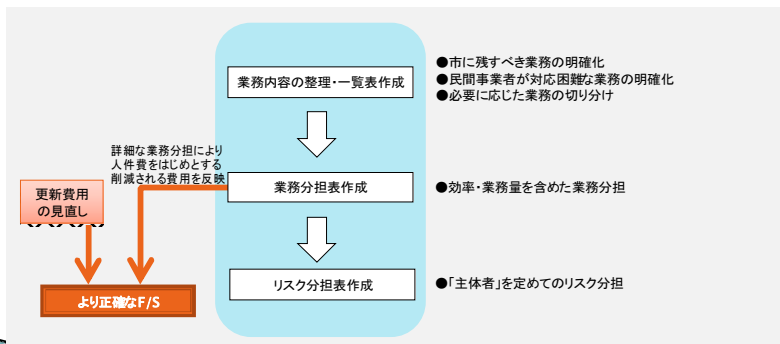 業務内容の整理・一覧表作成
●市に残すべき業務の明確化
●民間事業者が対応困難な業務の明確化
●必要に応じた業務の切り分け
詳細な業務分担により
人件費をはじめとする
削減される費用を反映
更新費用
の見直し
業務分担表作成
●効率・業務量を含めた業務分担
より正確なF/S
リスク分担表作成
●「主体者」を定めてのリスク分担